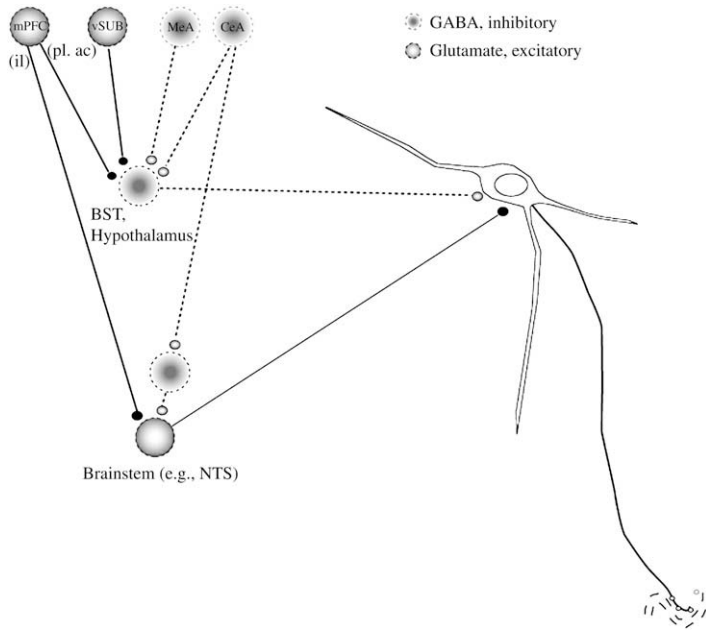 mPFC
vSUB
MeA
CeA
(il)
(pl. ac)
GABA, inhibitory
Glutamate, excitatory
BST,
Hypothalamus
Brainstem (e.g., NTS)